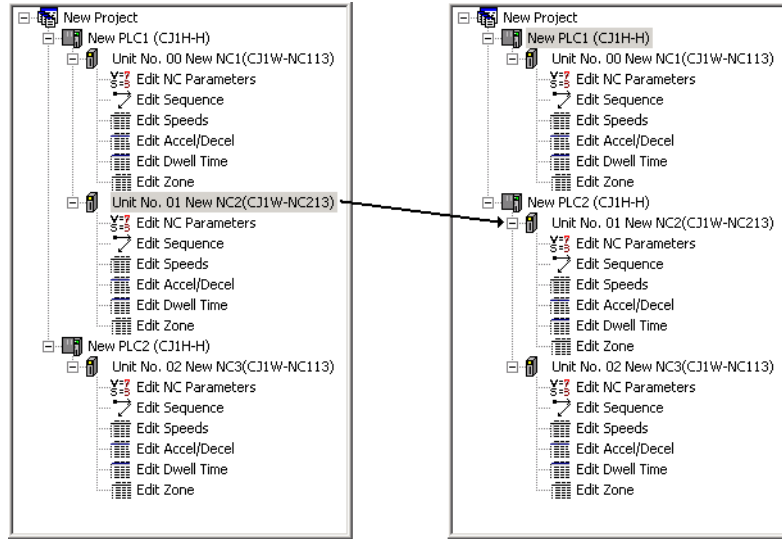 New Project
New PLC1 (CJ1H-H)
Unit No. 00 New NC1(CJ1W-NC113)
Edit NC Parameters
Edit Sequence
Edit Speeds
Edit Accel/Decel
Edit Dwell Time
Edit Zone
Unit No. 01 New NC2(CJ1W-NC213)
Edit NC Parameters
Edit Sequence
Edit Speeds
Edit Accel/Decel
Edit Dwell Time
Edit Zone
New PLC2 (CJ1H-H)
Unit No. 02 New NC3(CJ1W-NC113)
Edit NC Parameters
Edit Sequence
Edit Speeds
Edit Accel/Decel
Edit Dwell Time
Edit Zone
New Project
New PLC1 (CJ1H-H)
Unit No. 00 New NC1(CJ1W-NC113)
Edit NC Parameters
Edit Sequence
Edit Speeds
Edit Accel/Decel
Edit Dwell Time
Edit Zone
New PLC2 (CJ1H-H)
Unit No. 01 New NC2(CJ1W-NC213)
Edit NC Parameters
Edit Sequence
Edit Speeds
Edit Accel/Decel
Edit Dwell Time
Edit Zone
Unit No. 02 New NC3(CJ1W-NC113)
Edit NC Parameters
Edit Sequence
Edit Speeds
Edit Accel/Decel
Edit Dwell Time
Edit Zone